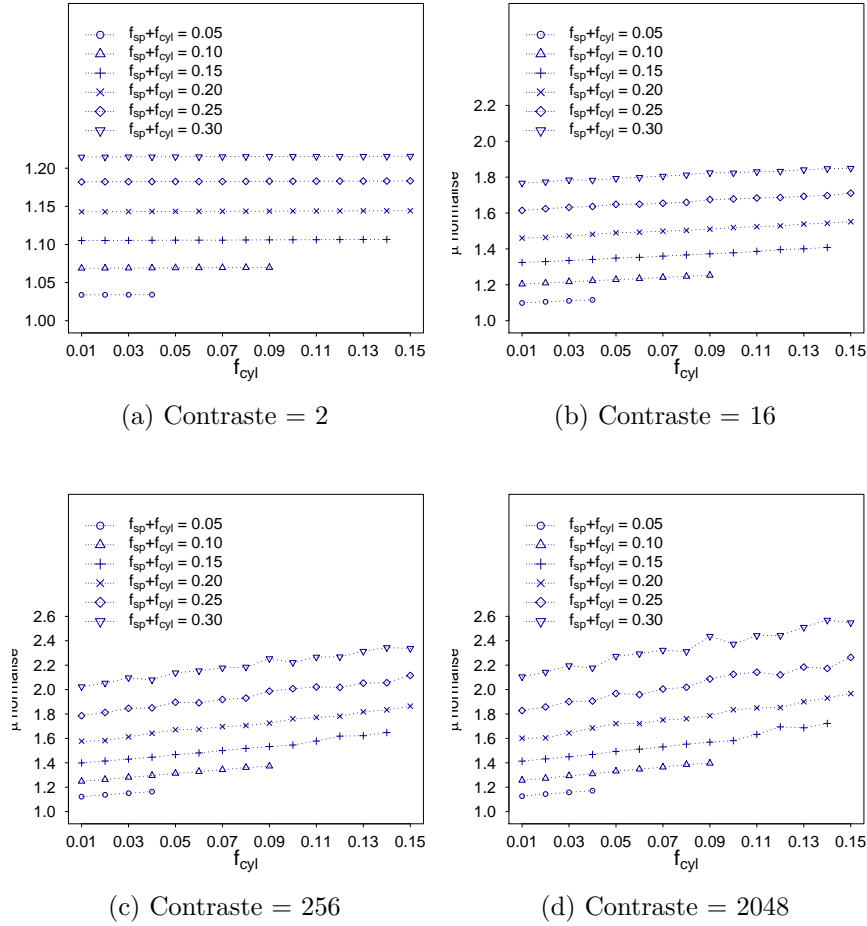 f_sp+f_cyl = 0.05
f_sp+f_cyl = 0.10
f_sp+f_cyl = 0.15
f_sp+f_cyl = 0.20
f_sp+f_cyl = 0.25
f_sp+f_cyl = 0.30
1.20
1.15
1.10
1.05
1.00
0.01 0.03 0.05 0.07 0.09 0.11 0.13 0.15
f_cyl
(a) Contraste = 2
f_sp+f_cyl = 0.05
f_sp+f_cyl = 0.10
f_sp+f_cyl = 0.15
f_sp+f_cyl = 0.20
f_sp+f_cyl = 0.25
f_sp+f_cyl = 0.30
μ normalise
2.2
2.0
1.8
1.6
1.4
1.2
1.0
0.01 0.03 0.05 0.07 0.09 0.11 0.13 0.15
f_cyl
(b) Contraste = 16
f_sp+f_cyl = 0.05
f_sp+f_cyl = 0.10
f_sp+f_cyl = 0.15
f_sp+f_cyl = 0.20
f_sp+f_cyl = 0.25
f_sp+f_cyl = 0.30
μ normalise
2.6
2.4
2.2
2.0
1.8
1.6
1.4
1.2
1.0
0.01 0.03 0.05 0.07 0.09 0.11 0.13 0.15
f_cyl
(c) Contraste = 256
f_sp+f_cyl = 0.05
f_sp+f_cyl = 0.10
f_sp+f_cyl = 0.15
f_sp+f_cyl = 0.20
f_sp+f_cyl = 0.25
f_sp+f_cyl = 0.30
μ normalise
2.6
2.4
2.2
2.0
1.8
1.6
1.4
1.2
1.0
0.01 0.03 0.05 0.07 0.09 0.11 0.13 0.15
f_cyl
(d) Contraste = 2048